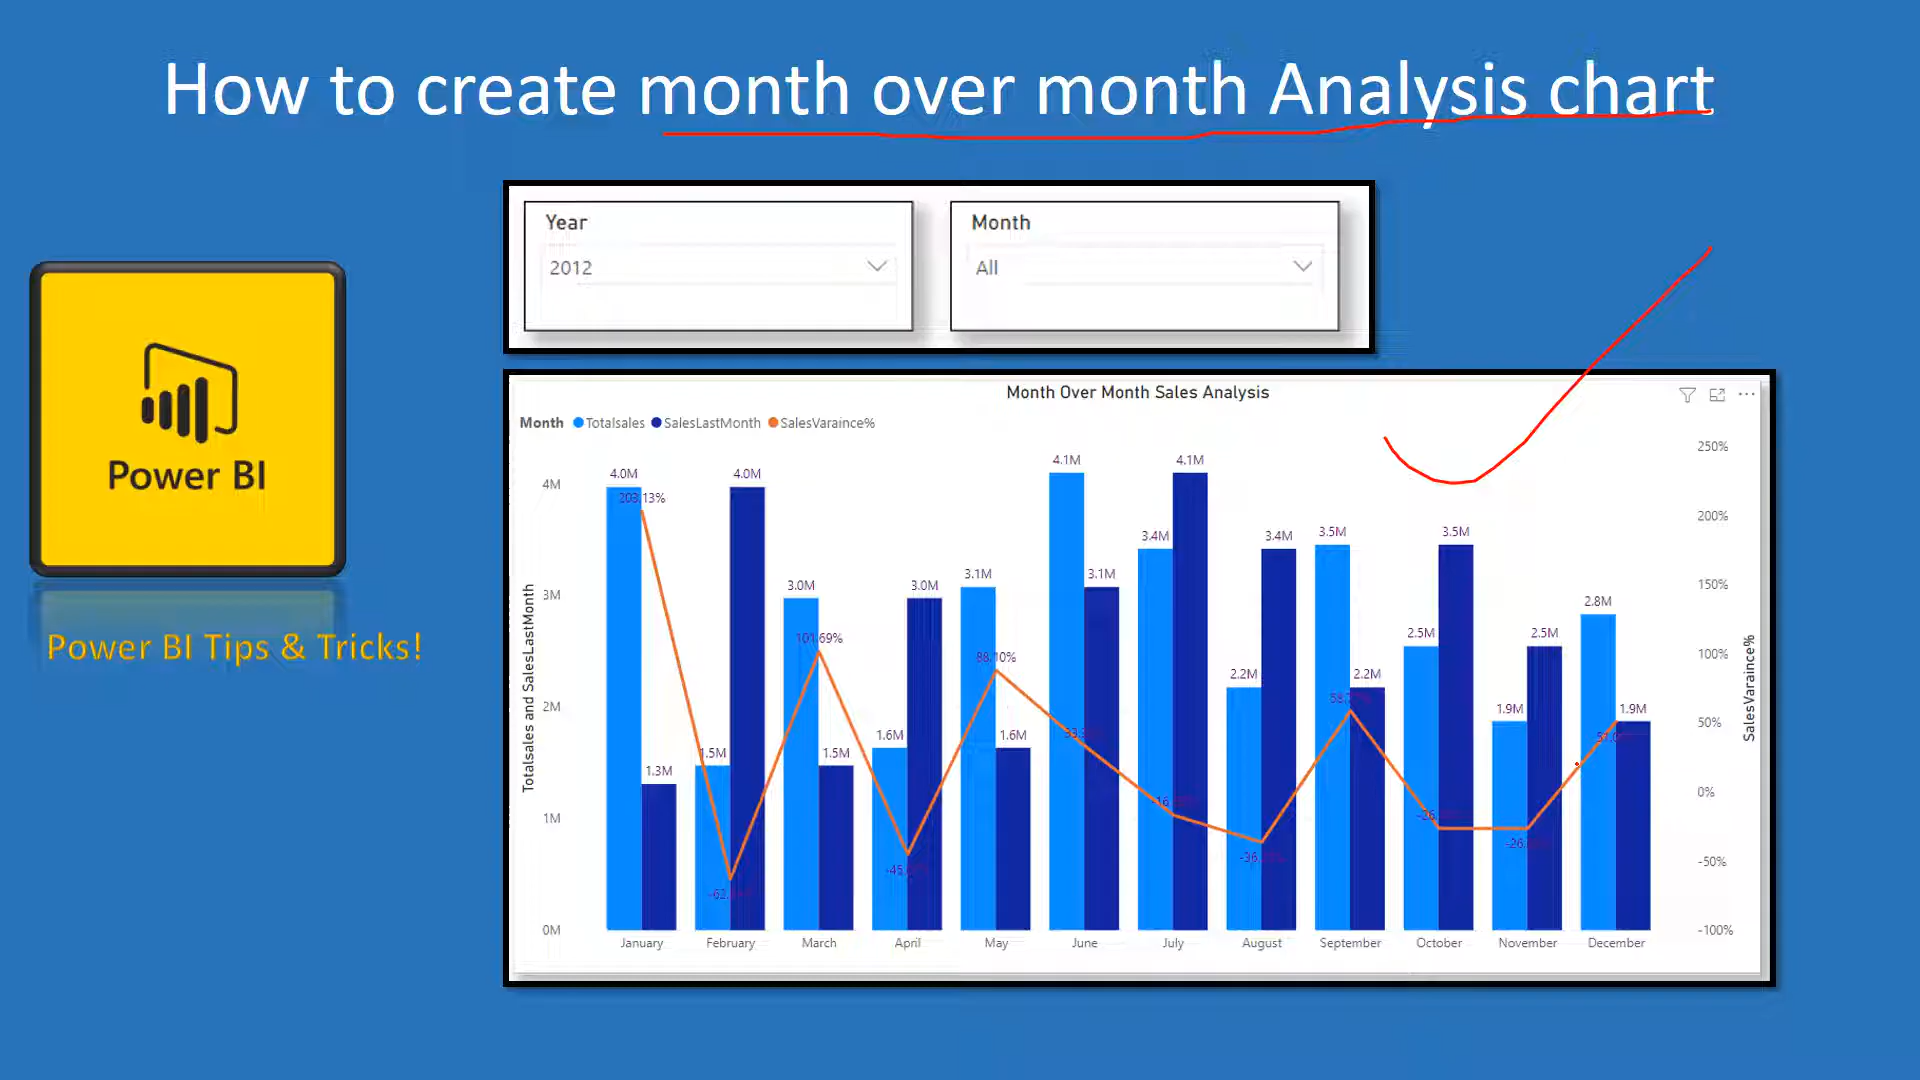 How to create month over month Analysis chart
Year
2012
Month
All
Power BI
Power BI Tips & Tricks!
Month Over Month Sales Analysis
Month Totalsales SalesLastMonth SalesVaraince%
Totalsales and SalesLastMonth
4M
3M
2M
1M
0M
250%
200%
150%
100%
50%
0%
-50%
-100%
SalesVaraince%
4.0M
203.13%
1.3M
1.5M
4.0M
3.0M
101.69%
1.5M
1.6M
3.0M
3.1M
88.10%
1.6M
4.1M
3.1M
3.4M
4.1M
2.2M
3.4M
3.5M
2.2M
2.5M
3.5M
1.9M
2.5M
2.8M
1.9M
January February March April May June July August September October November December